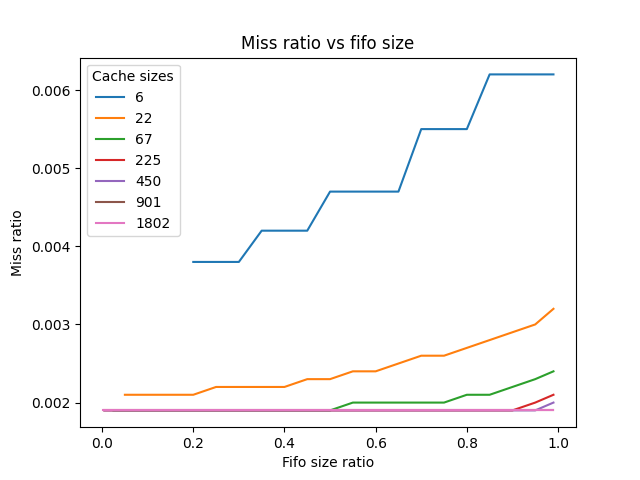 Miss ratio vs fifo size
Cache sizes
6
22
67
225
450
901
1802
0.006
0.005
0.004
0.003
0.002
Miss ratio
0.0 0.2 0.4 0.6 0.8 1.0
Fifo size ratio